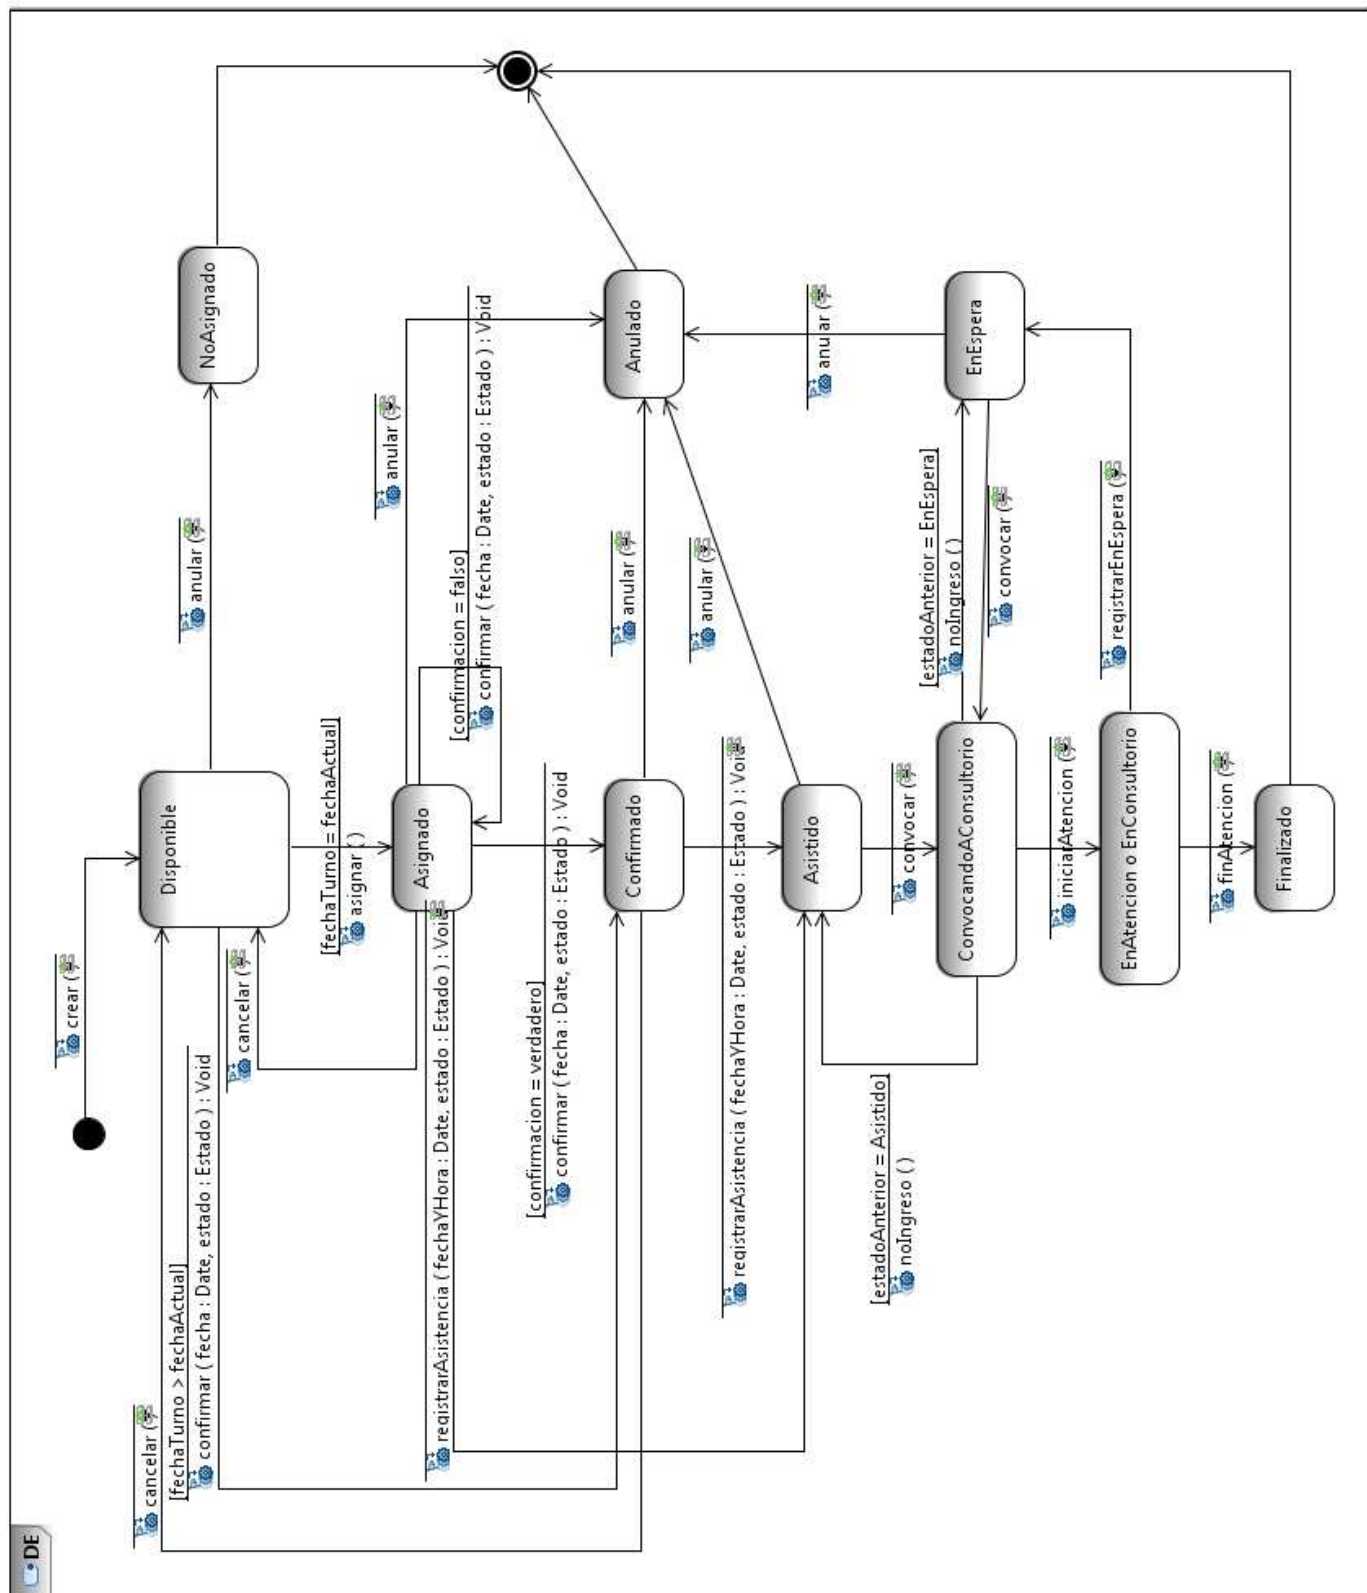 DE
crear ()
cancelar ()
Disponible
[fechaTurno > fechaActual]
confirmar ( fecha : Date, estado : Estado ) : Void
anular ()
NoAsignado
cancelar ()
[fechaTurno = fechaActual]
asignar ( )
anular ()
Asignado
registrarAsistencia ( fechaYHora : Date, estado : Estado ) : Void
[confirmacion = falso]
confirmar ( fecha : Date, estado : Estado ) : Void
[confirmacion = verdadero]
confirmar ( fecha : Date, estado : Estado ) : Void
anular ()
Confirmado
Anulado
anular ()
registrarAsistencia ( fechaYHora : Date, estado : Estado ) : Void
Asistido
anular ()
[estadoAnterior = Asistido]
noIngreso ( )
convocar ()
[estadoAnterior = EnEspera]
noIngreso ( )
ConvocandoAConsultorio
EnEspera
convocar ()
iniciarAtencion ()
registrarEnEspera ()
EnAtencion o EnConsultorio
finAtencion ()
Finalizado